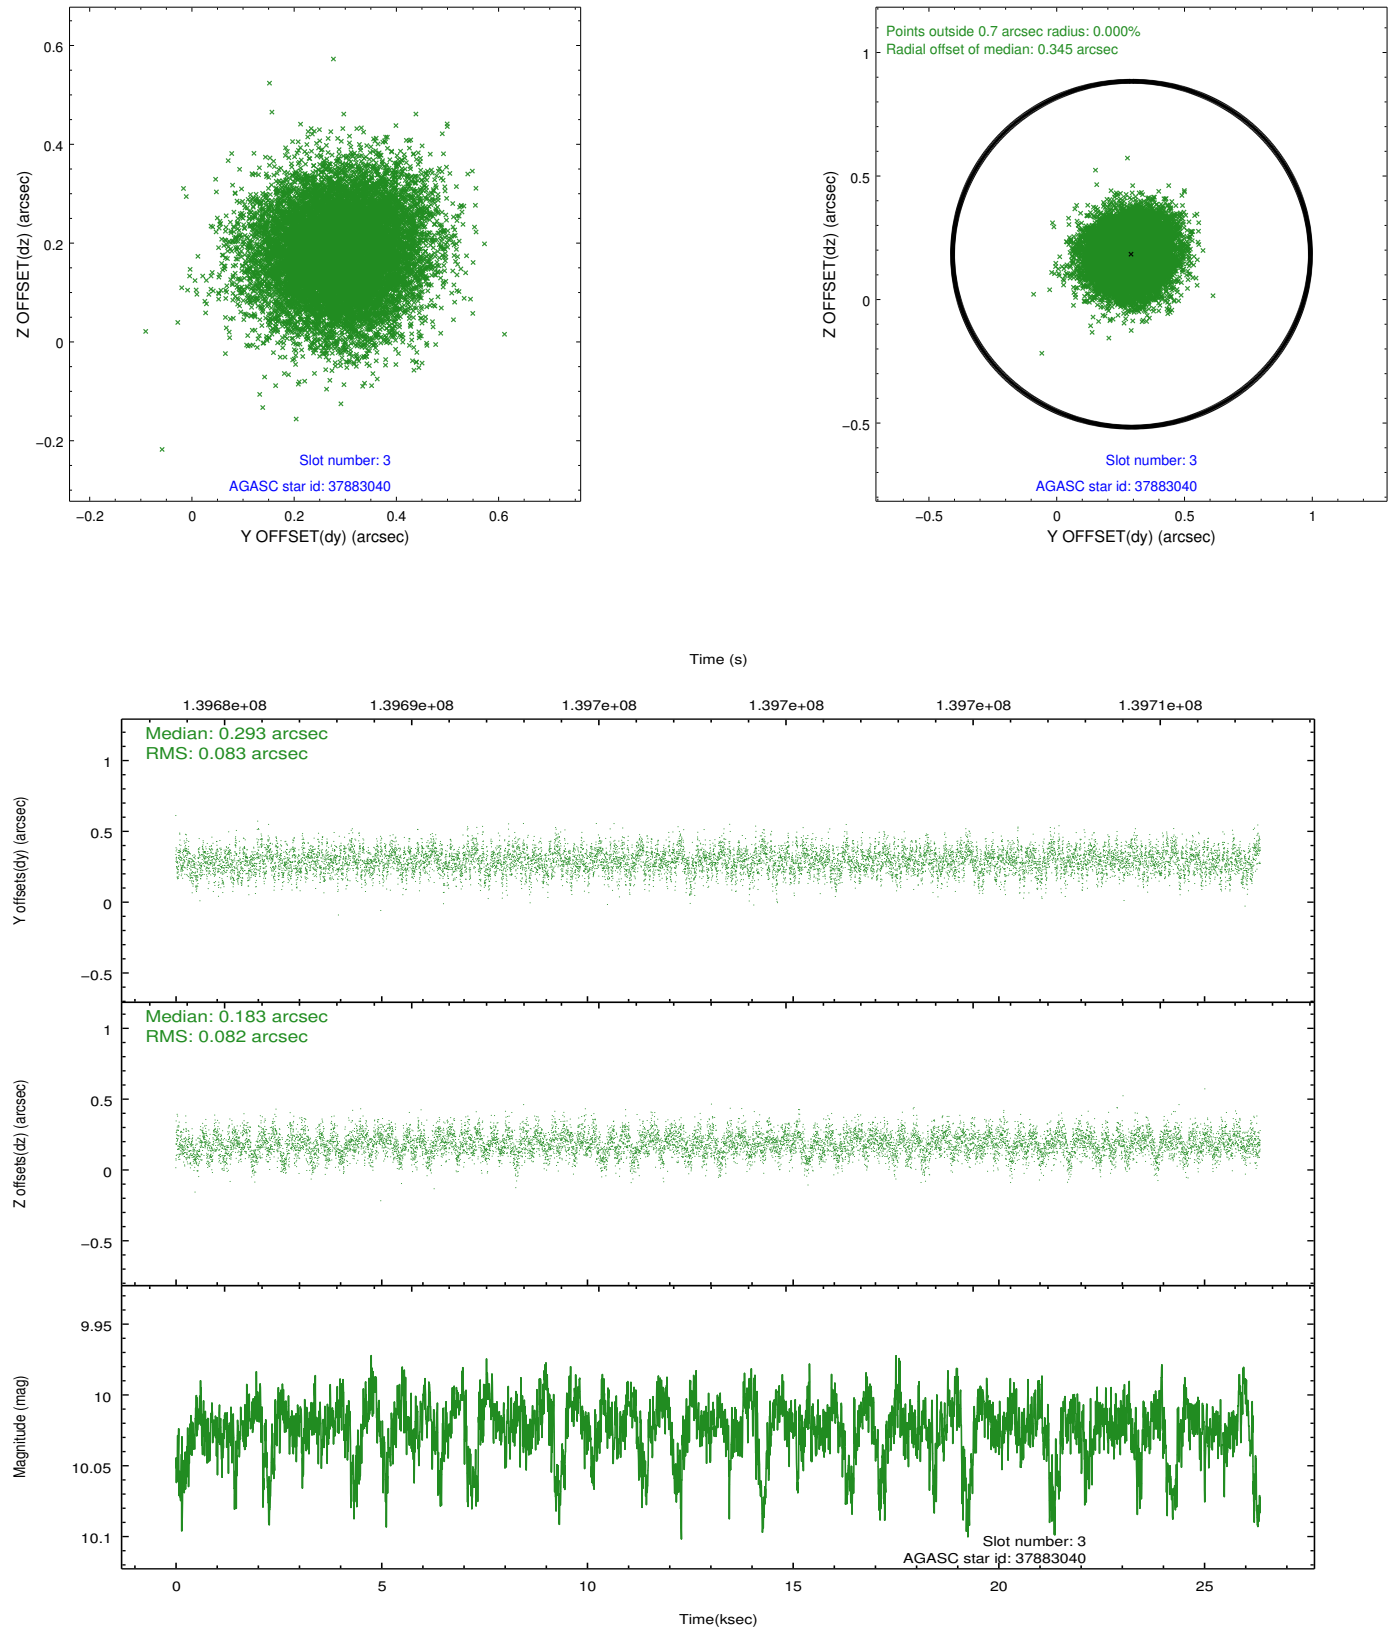 0.6
0.4
0.2
0
−0.2
Z OFFSET(dz) (arcsec)
Slot number: 3
AGASC star id: 37883040
−0.2 0 0.2 0.4 0.6
Y OFFSET(dy) (arcsec)
Points outside 0.7 arcsec radius: 0.000%
Radial offset of median: 0.345 arcsec
1
0.5
0
−0.5
Z OFFSET(dz) (arcsec)
Slot number: 3
AGASC star id: 37883040
−0.5 0 0.5 1
Y OFFSET(dy) (arcsec)
Time (s)
1.3968e+08 1.3969e+08 1.397e+08 1.397e+08 1.397e+08 1.3971e+08
Median: 0.293 arcsec
RMS: 0.083 arcsec
1
0.5
0
−0.5
Y offsets(dy) (arcsec)
Median: 0.183 arcsec
RMS: 0.082 arcsec
1
0.5
0
−0.5
Z offsets(dz) (arcsec)
9.95
10
10.05
10.1
Magnitude (mag)
Slot number: 3
AGASC star id: 37883040
0 5 10 15 20 25
Time(ksec)